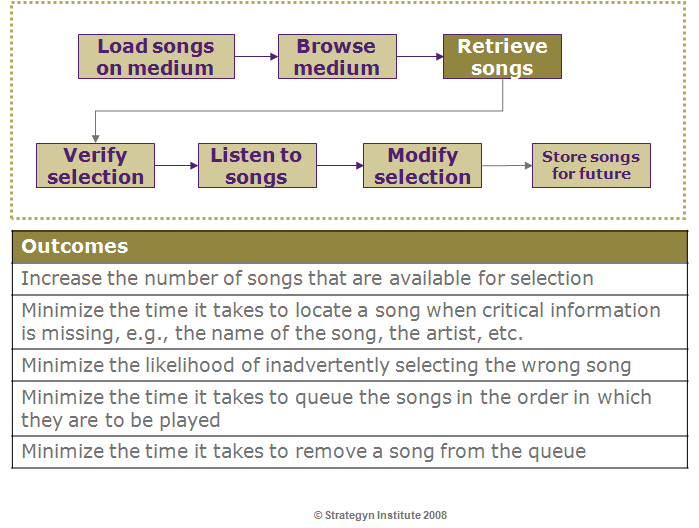 Load songs
on medium
Browse
medium
Retrieve
songs
Verify
selection
Listen to
songs
Modify
selection
Store songs
for future
Outcomes
Increase the number of songs that are available for selection
Minimize the time it takes to locate a song when critical information
is missing, e.g., the name of the song, the artist, etc.
Minimize the likelihood of inadvertently selecting the wrong song
Minimize the time it takes to queue the songs in the order in which
they are to be played
Minimize the time it takes to remove a song from the queue
© Strategyn Institute 2008